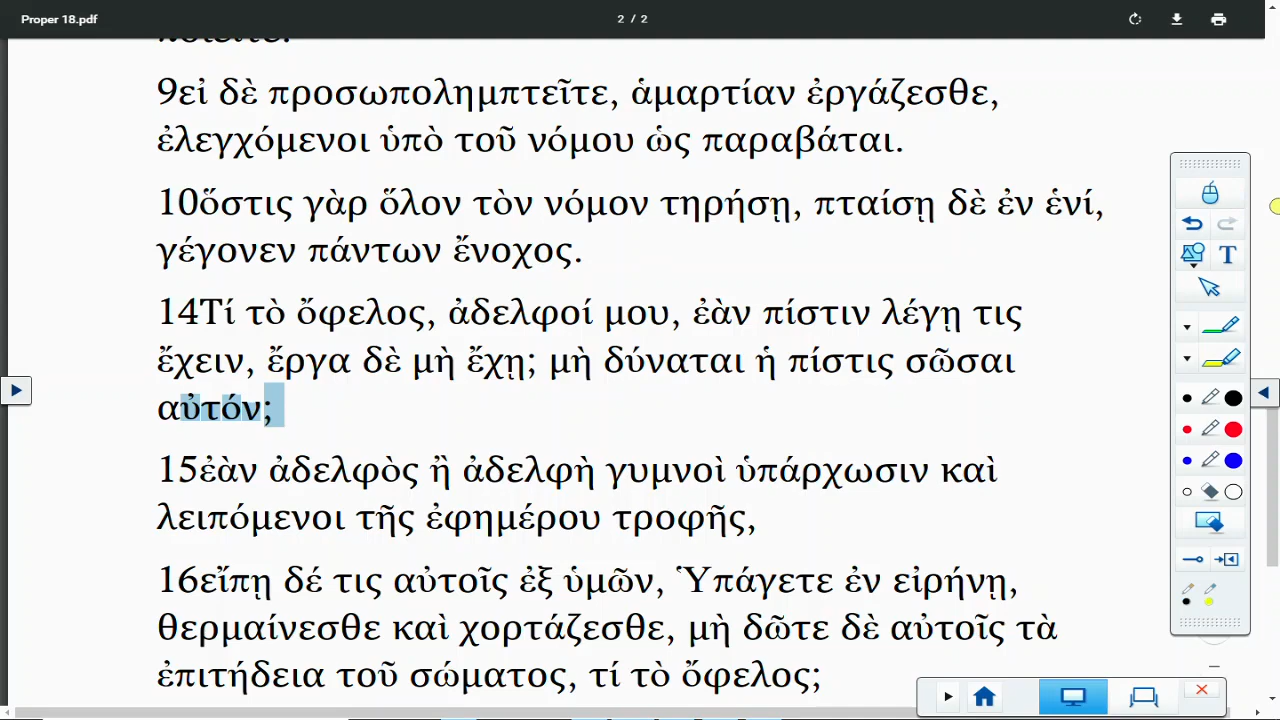 Proper 18.pdf
2 / 2
9εἰ δὲ προσωπολημπτεῖτε, ἁμαρτίαν ἐργάζεσθε,
ἐλεγχόμενοι ὑπὸ τοῦ νόμου ὡς παραβάται.
10ὅστις γὰρ ὅλον τὸν νόμον τηρήσῃ, πταίσῃ δὲ ἐν ἑνί,
γέγονεν πάντων ἔνοχος.
14Τί τὸ ὄφελος, ἀδελφοί μου, ἐὰν πίστιν λέγῃ τις
ἔχειν, ἔργα δὲ μὴ ἔχῃ; μὴ δύναται ἡ πίστις σῶσαι
αὐτόν;
15ἐὰν ἀδελφὸς ἢ ἀδελφὴ γυμνοὶ ὑπάρχωσιν καὶ
λειπόμενοι τῆς ἐφημέρου τροφῆς,
16εἴπῃ δέ τις αὐτοῖς ἐξ ὑμῶν, Ὑπάγετε ἐν εἰρήνῃ,
θερμαίνεσθε καὶ χορτάζεσθε, μὴ δῶτε δὲ αὐτοῖς τὰ
ἐπιτήδεια τοῦ σώματος, τί τὸ ὄφελος;
T